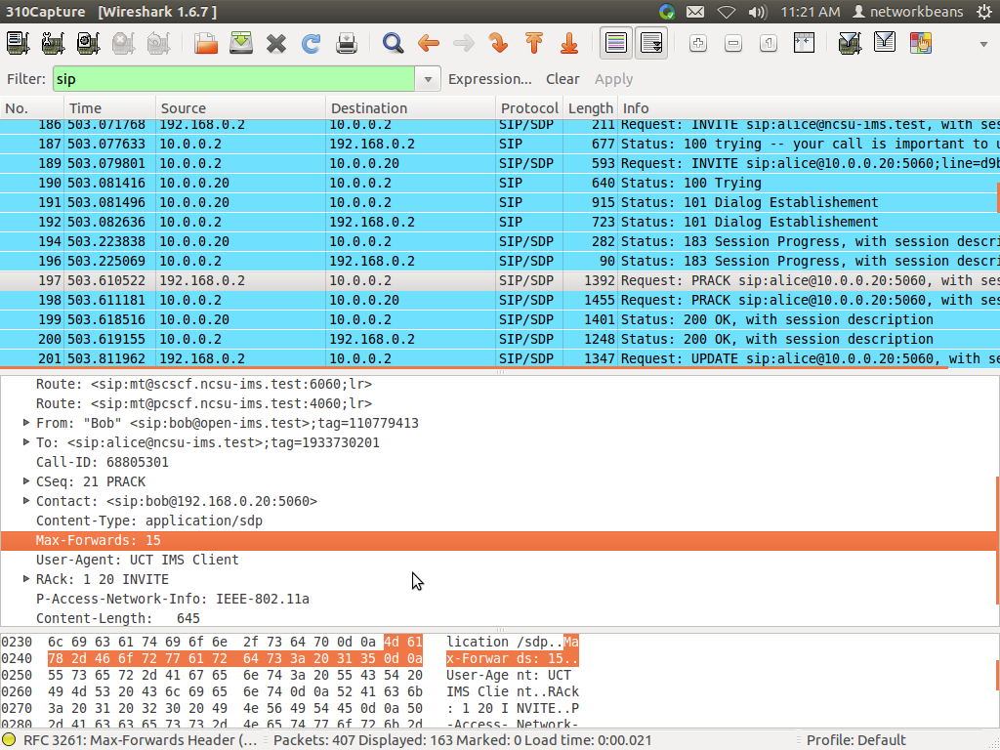 310Capture [Wireshark 1.6.7 ] 11:21 AM networkbeans
Filter: sip Expression... Clear Apply
No. Time Source Destination Protocol Length Info
186 503.071768 192.168.0.2 10.0.0.2 SIP/SDP 211 Request: INVITE sip:alice@ncsu-ims.test, with ses
187 503.077633 10.0.0.2 192.168.0.2 SIP 677 Status: 100 trying -- your call is important to u
189 503.079801 10.0.0.2 10.0.0.20 SIP/SDP 593 Request: INVITE sip:alice@10.0.0.20:5060;line=d9b
190 503.081416 10.0.0.20 10.0.0.2 SIP 640 Status: 100 Trying
191 503.081496 10.0.0.20 10.0.0.2 SIP 915 Status: 101 Dialog Establishement
192 503.082636 10.0.0.2 192.168.0.2 SIP 723 Status: 101 Dialog Establishement
194 503.223838 10.0.0.20 10.0.0.2 SIP/SDP 282 Status: 183 Session Progress, with session descri
196 503.225069 10.0.0.2 192.168.0.2 SIP/SDP 90 Status: 183 Session Progress, with session descri
197 503.610522 192.168.0.2 10.0.0.2 SIP/SDP 1392 Request: PRACK sip:alice@10.0.0.20:5060, with ses
198 503.611181 10.0.0.2 10.0.0.20 SIP/SDP 1455 Request: PRACK sip:alice@10.0.0.20:5060, with ses
199 503.618516 10.0.0.20 10.0.0.2 SIP/SDP 1401 Status: 200 OK, with session description
200 503.619155 10.0.0.2 192.168.0.2 SIP/SDP 1248 Status: 200 OK, with session description
201 503.811962 192.168.0.2 10.0.0.2 SIP/SDP 1347 Request: UPDATE sip:alice@10.0.0.20:5060, with se
Route: <sip:mt@scscf.ncsu-ims.test:6060;lr>
Route: <sip:mt@pcscf.ncsu-ims.test:4060;lr>
From: "Bob" <sip:bob@open-ims.test>;tag=110779413
To: <sip:alice@ncsu-ims.test>;tag=1933730201
Call-ID: 68805301
CSeq: 21 PRACK
Contact: <sip:bob@192.168.0.20:5060>
Content-Type: application/sdp
Max-Forwards: 15
User-Agent: UCT IMS Client
RAck: 1 20 INVITE
P-Access-Network-Info: IEEE-802.11a
Content-Length: 645
0230 6c 69 63 61 74 69 6f 6e 2f 73 64 70 0d 0a 4d 61 lication /sdp..Ma
0240 78 2d 46 6f 72 77 61 72 64 73 3a 20 31 35 0d 0a x-Forwar ds: 15..
0250 55 73 65 72 2d 41 67 65 6e 74 3a 20 55 43 54 20 User-Age nt: UCT
0260 49 4d 53 20 43 6c 69 65 6e 74 0d 0a 52 41 63 6b IMS Clie nt..RAck
0270 3a 20 31 20 32 30 20 49 4e 56 49 54 45 0d 0a 50 : 1 20 I NVITE..P
0280 2d 41 63 63 65 73 73 2d 4e 65 74 77 6f 72 6b 2d -Access- Network-
RFC 3261: Max-Forwards Header (... Packets: 407 Displayed: 163 Marked: 0 Load time: 0:00.021 Profile: Default